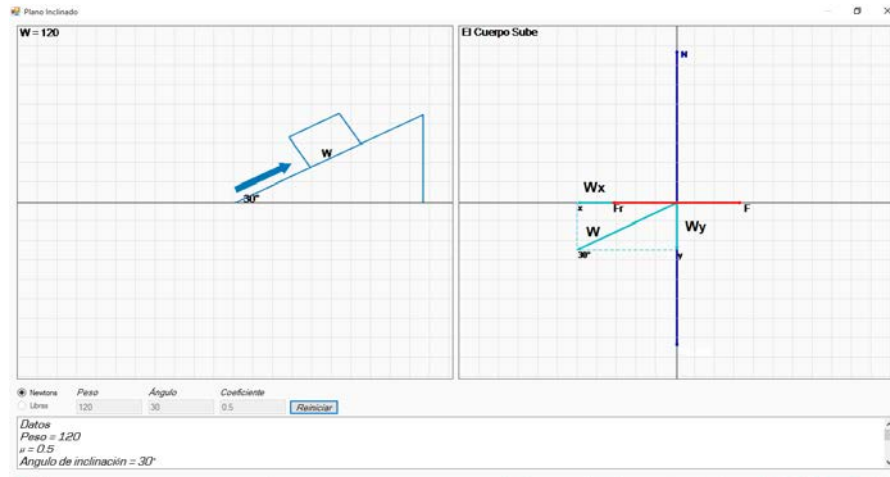 Plano Inclinado
W = 120
W
30°
El Cuerpo Sube
N
Wx
x
Fr
F
W
Wy
30°
y
Newtons Peso Ángulo Coeficiente
Libras 120 30 0.5 Reiniciar
Datos
Peso = 120
μ = 0.5
Angulo de inclinación = 30°